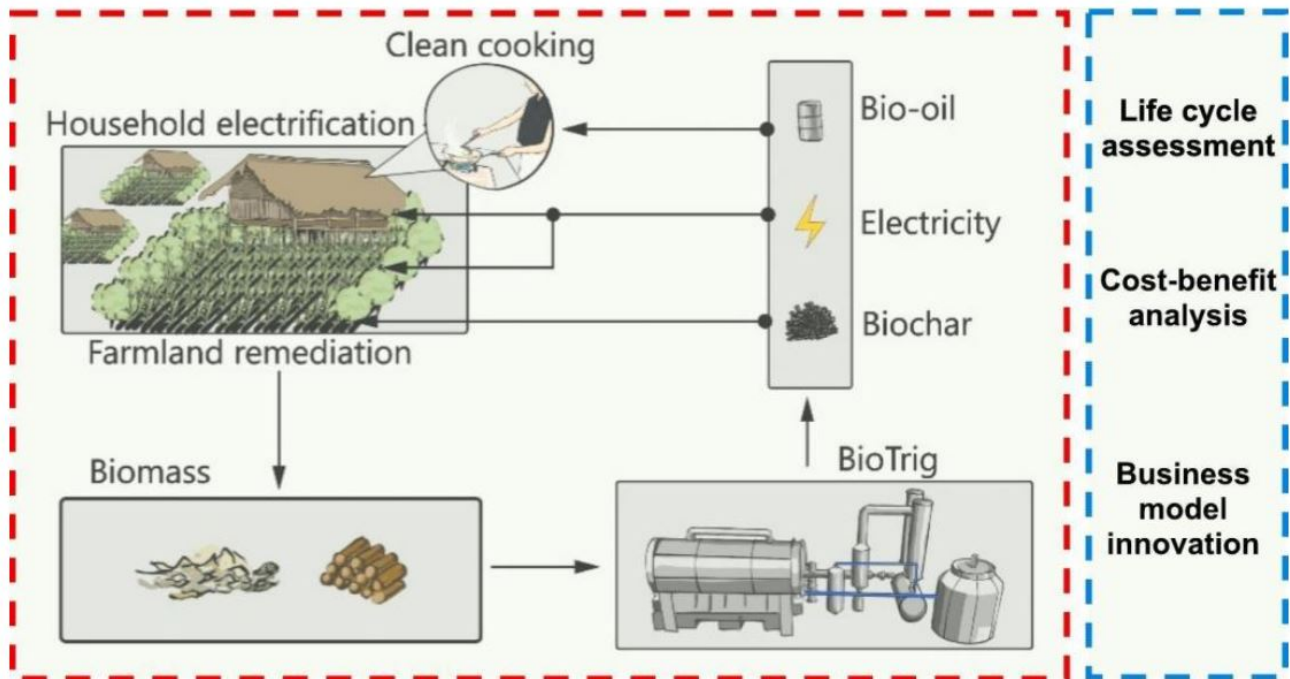 Clean cooking
Household electrification
Farmland remediation
Bio-oil
Electricity
Biochar
Biomass
BioTrig
Life cycle
assessment
Cost-benefit
analysis
Business
model
innovation